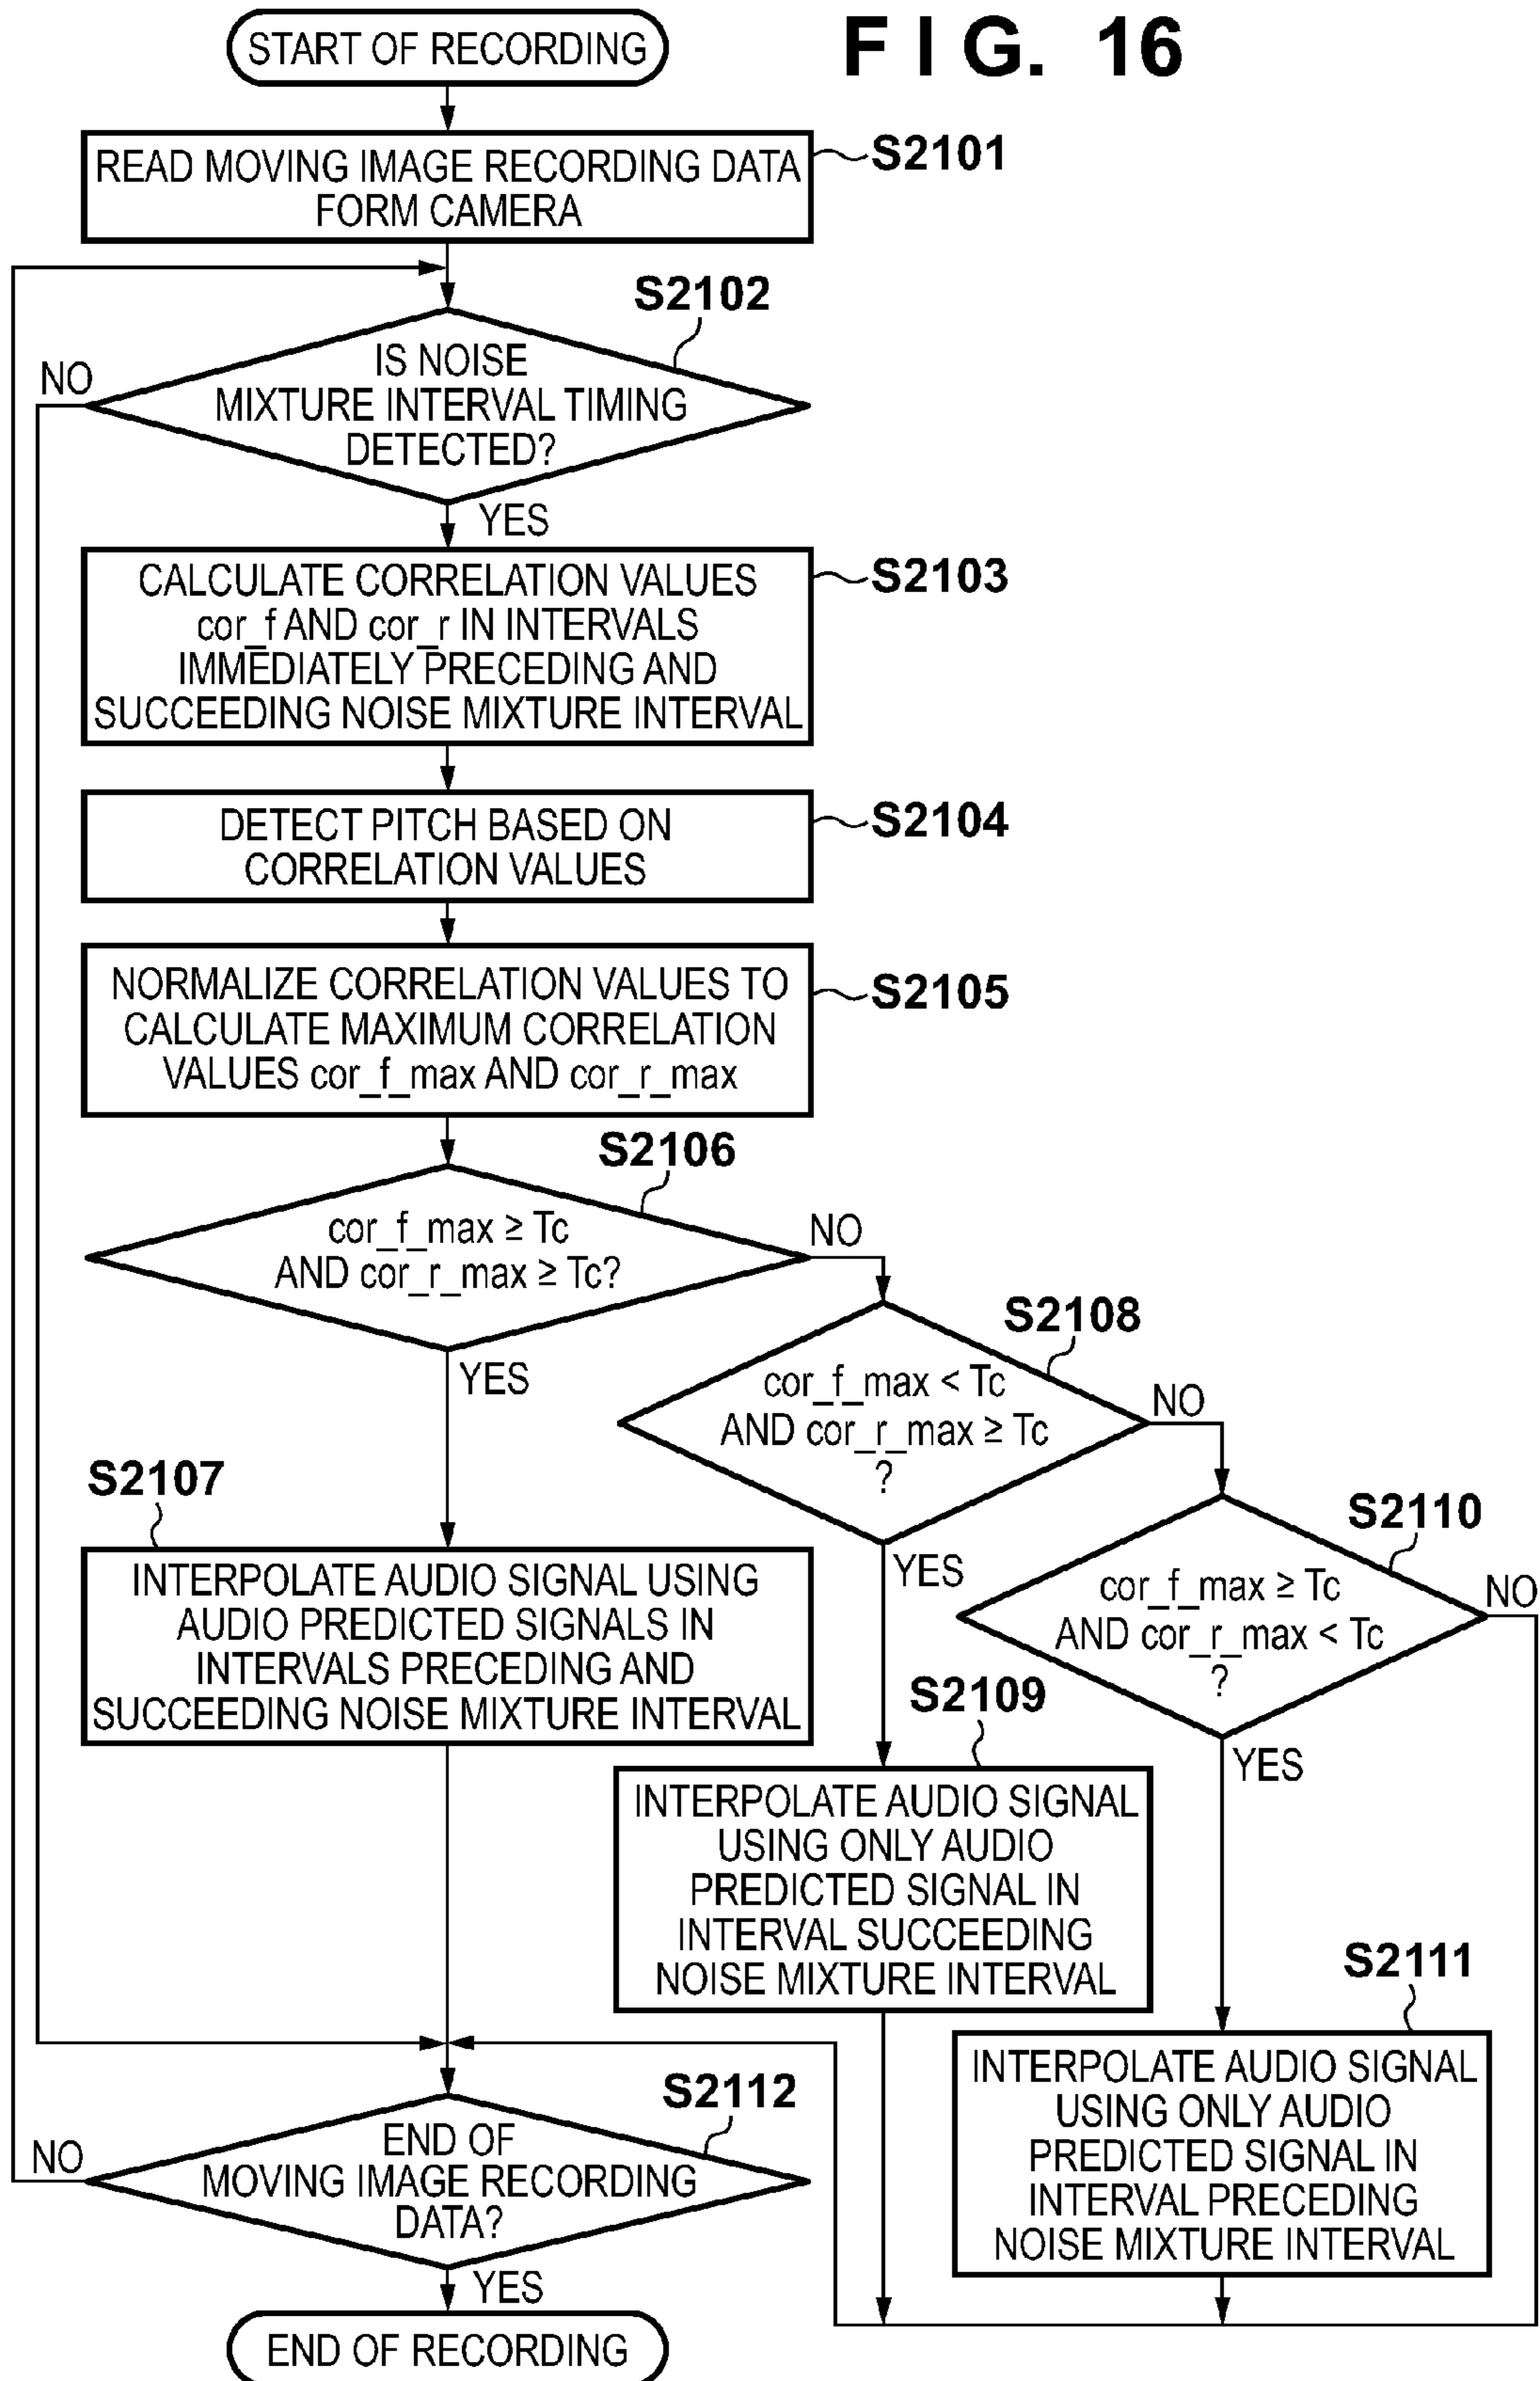 FIG. 16
START OF RECORDING
READ MOVING IMAGE RECORDING DATA
FORM CAMERA
S2101
S2102
IS NOISE
MIXTURE INTERVAL TIMING
DETECTED?
NO
YES
CALCULATE CORRELATION VALUES
cor_f AND cor_r IN INTERVALS
IMMEDIATELY PRECEDING AND
SUCCEEDING NOISE MIXTURE INTERVAL
S2103
DETECT PITCH BASED ON
CORRELATION VALUES
S2104
NORMALIZE CORRELATION VALUES TO
CALCULATE MAXIMUM CORRELATION
VALUES cor_f_max AND cor_r_max
S2105
S2106
cor_f_max ≥ Tc
AND cor_r_max ≥ Tc?
NO
YES
S2108
cor_f_max < Tc
AND cor_r_max ≥ Tc
?
NO
YES
S2107
INTERPOLATE AUDIO SIGNAL USING
AUDIO PREDICTED SIGNALS IN
INTERVALS PRECEDING AND
SUCCEEDING NOISE MIXTURE INTERVAL
S2110
cor_f_max ≥ Tc
AND cor_r_max < Tc
?
NO
YES
S2109
INTERPOLATE AUDIO SIGNAL
USING ONLY AUDIO
PREDICTED SIGNAL IN
INTERVAL SUCCEEDING
NOISE MIXTURE INTERVAL
S2111
INTERPOLATE AUDIO SIGNAL
USING ONLY AUDIO
PREDICTED SIGNAL IN
INTERVAL PRECEDING
NOISE MIXTURE INTERVAL
S2112
END OF
MOVING IMAGE RECORDING
DATA?
NO
YES
END OF RECORDING